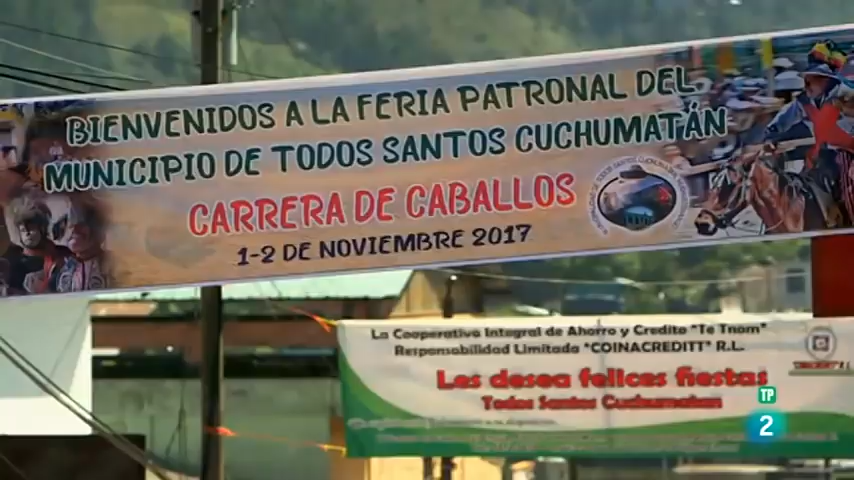 BIENVENIDOS A LA FERIA PATRONAL DEL
MUNICIPIO DE TODOS SANTOS CUCHUMATÁN
CARRERA DE CABALLOS
1-2 DE NOVIEMBRE 2017
La Cooperativa Integral de Ahorro y Credito "Te Tnom"
Responsabilidad Limitada "COINACREDITT" R.L.
Les desea felices fiestas
Todos Santos Cuchumatan
TP
2